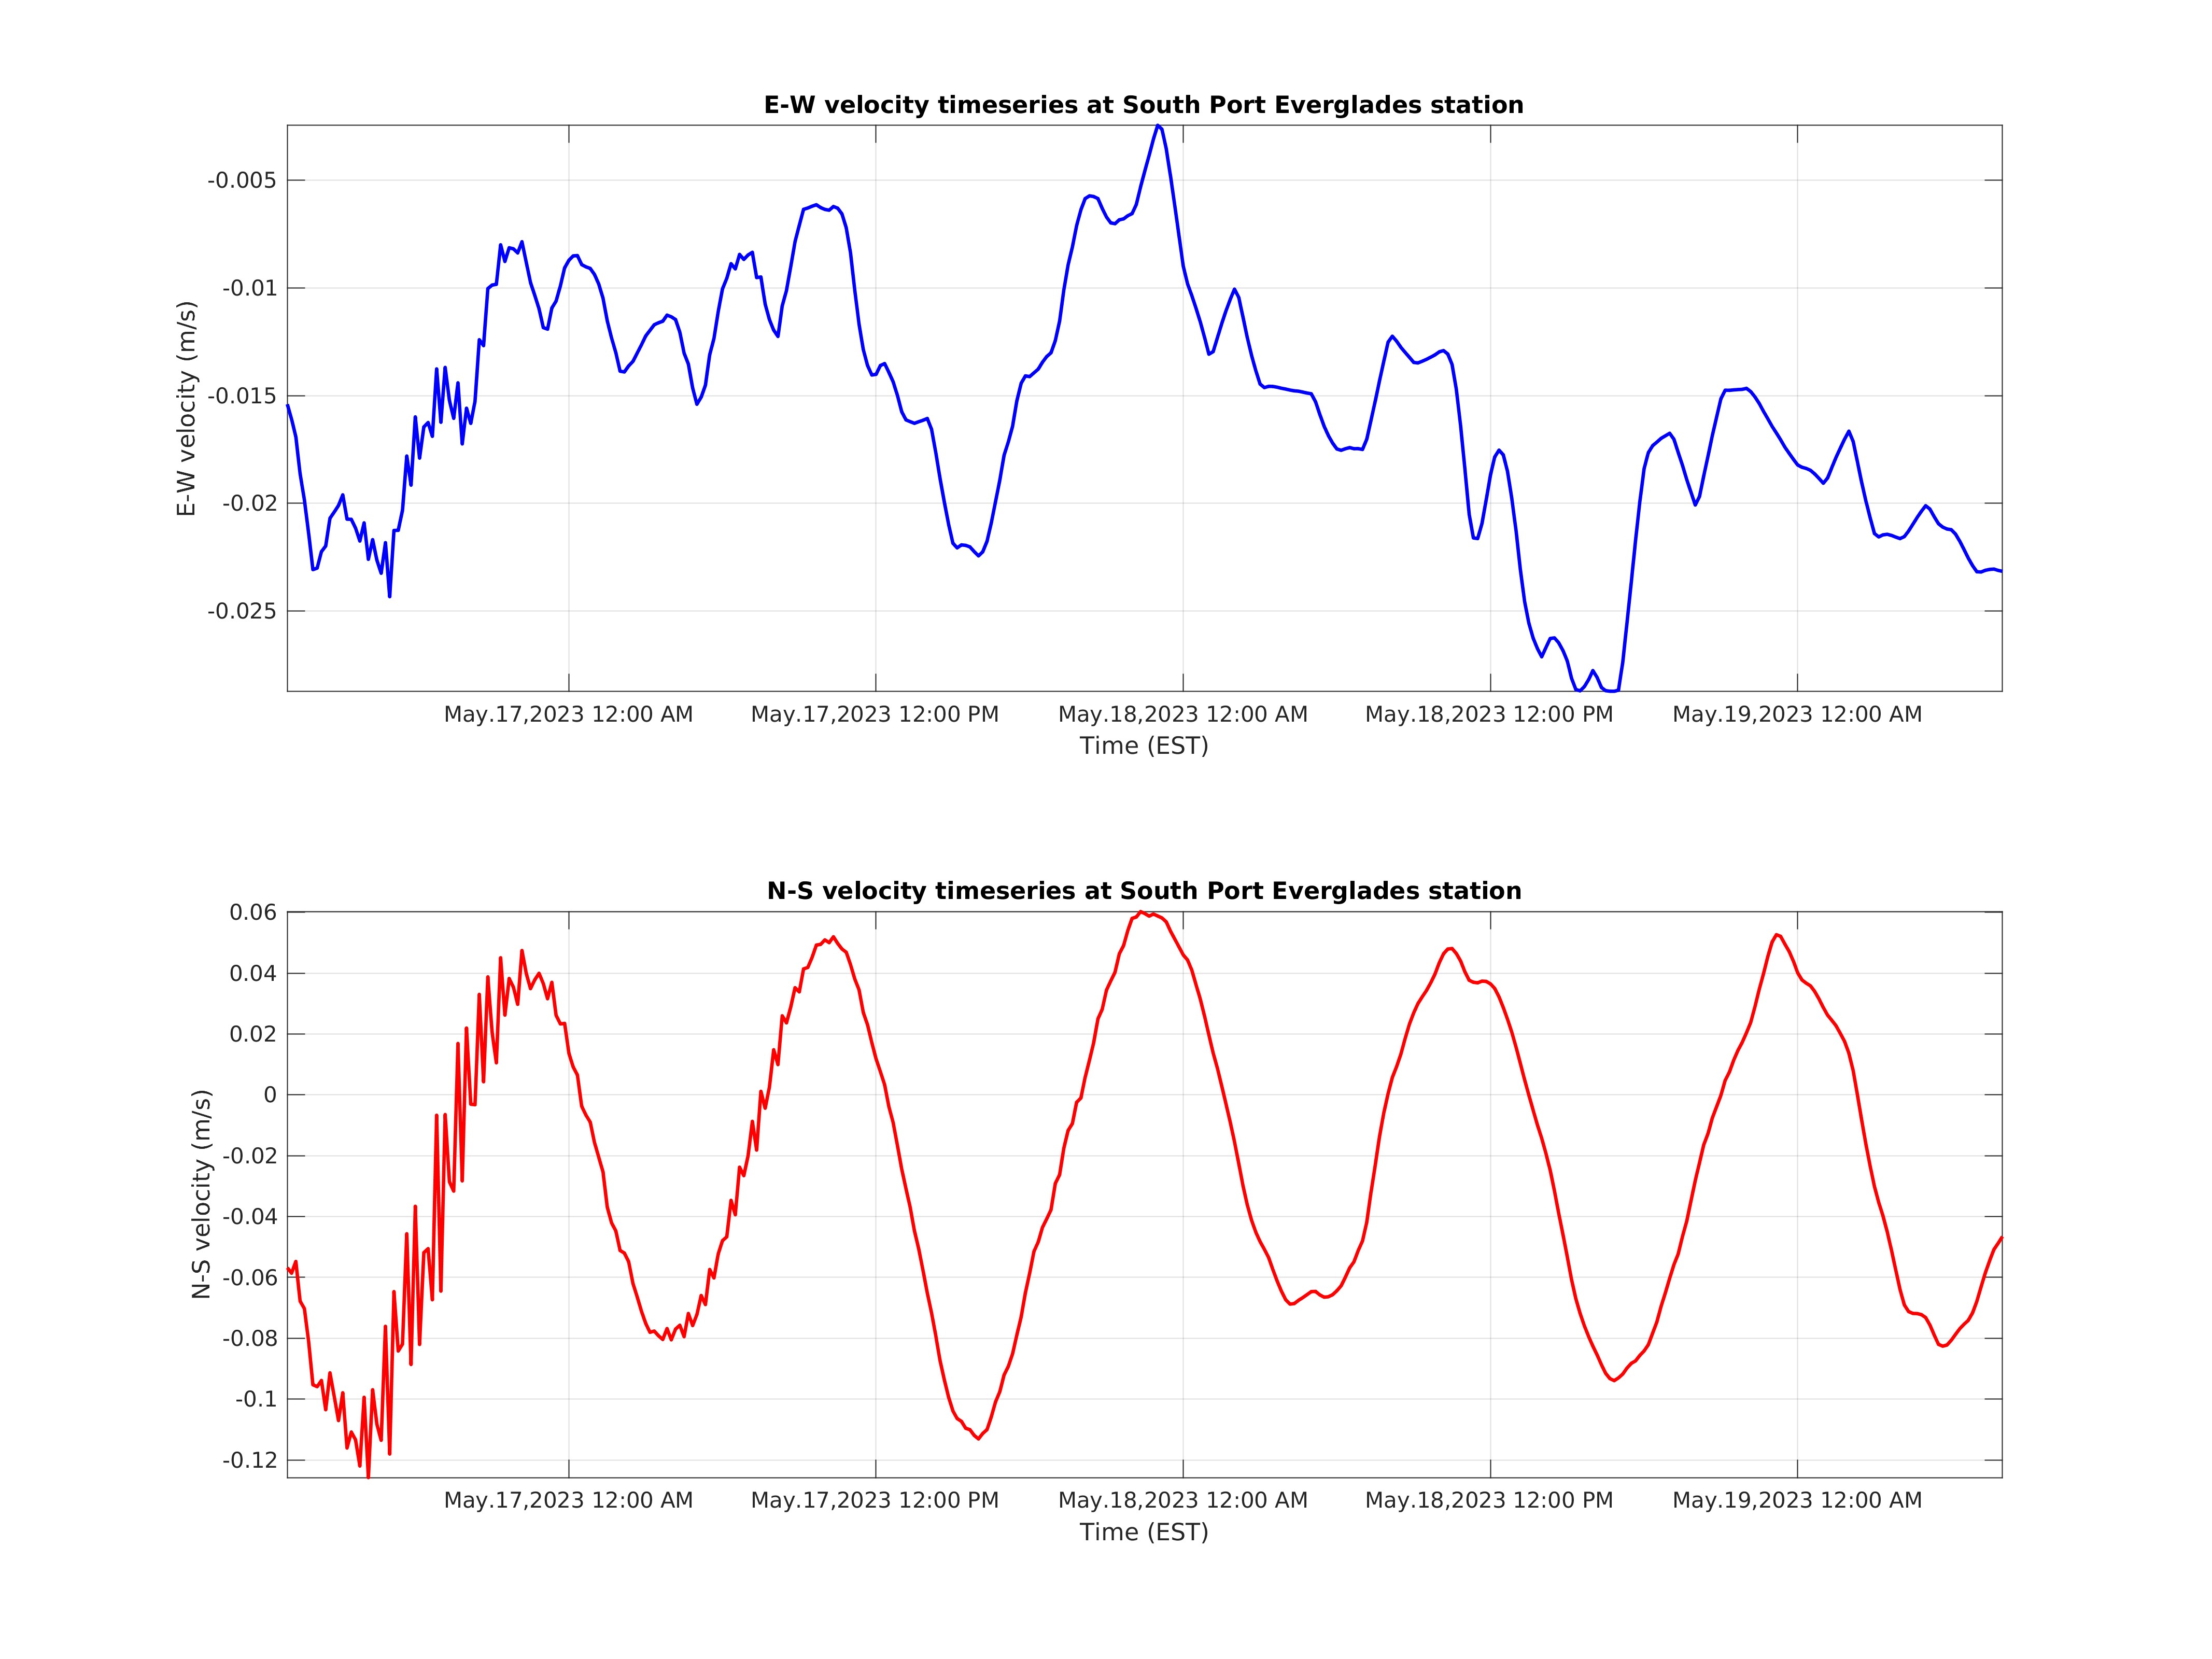 E-W velocity timeseries at South Port Everglades station
-0.005
-0.01
-0.015
-0.02
-0.025
E-W velocity (m/s)
May.17,2023 12:00 AM May.17,2023 12:00 PM May.18,2023 12:00 AM May.18,2023 12:00 PM May.19,2023 12:00 AM
Time (EST)
N-S velocity timeseries at South Port Everglades station
0.06
0.04
0.02
0
-0.02
-0.04
-0.06
-0.08
-0.1
-0.12
N-S velocity (m/s)
May.17,2023 12:00 AM May.17,2023 12:00 PM May.18,2023 12:00 AM May.18,2023 12:00 PM May.19,2023 12:00 AM
Time (EST)